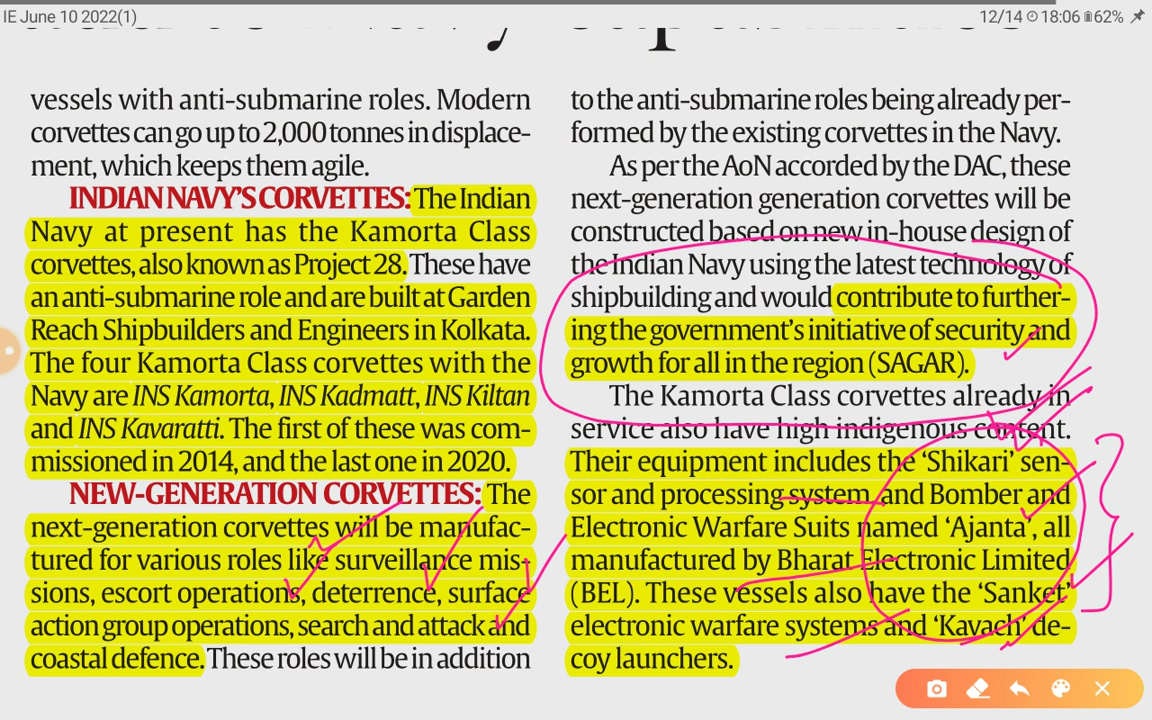 IE June 10 2022(1)
12/14 18:06 62%
vessels with anti-submarine roles. Modern
corvettes can go up to 2,000 tonnes in displace-
ment, which keeps them agile.
INDIAN NAVY'S CORVETTES: The Indian
Navy at present has the Kamorta Class
corvettes, also known as Project 28. These have
an anti-submarine role and are built at Garden
Reach Shipbuilders and Engineers in Kolkata.
The four Kamorta Class corvettes with the
Navy are INS Kamorta, INS Kadmatt, INS Kiltan
and INS Kavaratti. The first of these was com-
missioned in 2014, and the last one in 2020.
NEW-GENERATION CORVETTES: The
next-generation corvettes will be manufac-
tured for various roles like surveillance mis-
sions, escort operations, deterrence, surface
action group operations, search and attack and
coastal defence. These roles will be in addition
to the anti-submarine roles being already per-
formed by the existing corvettes in the Navy.
As per the AoN accorded by the DAC, these
next-generation generation corvettes will be
constructed based on new in-house design of
the Indian Navy using the latest technology of
shipbuilding and would contribute to further-
ing the government's initiative of security and
growth for all in the region (SAGAR).
The Kamorta Class corvettes already in
service also have high indigenous content.
Their equipment includes the 'Shikari' sen-
sor and processing system and Bomber and
Electronic Warfare Suits named 'Ajanta', all
manufactured by Bharat Electronic Limited
(BEL). These vessels also have the 'Sanket'
electronic warfare systems and 'Kavach' de-
coy launchers.